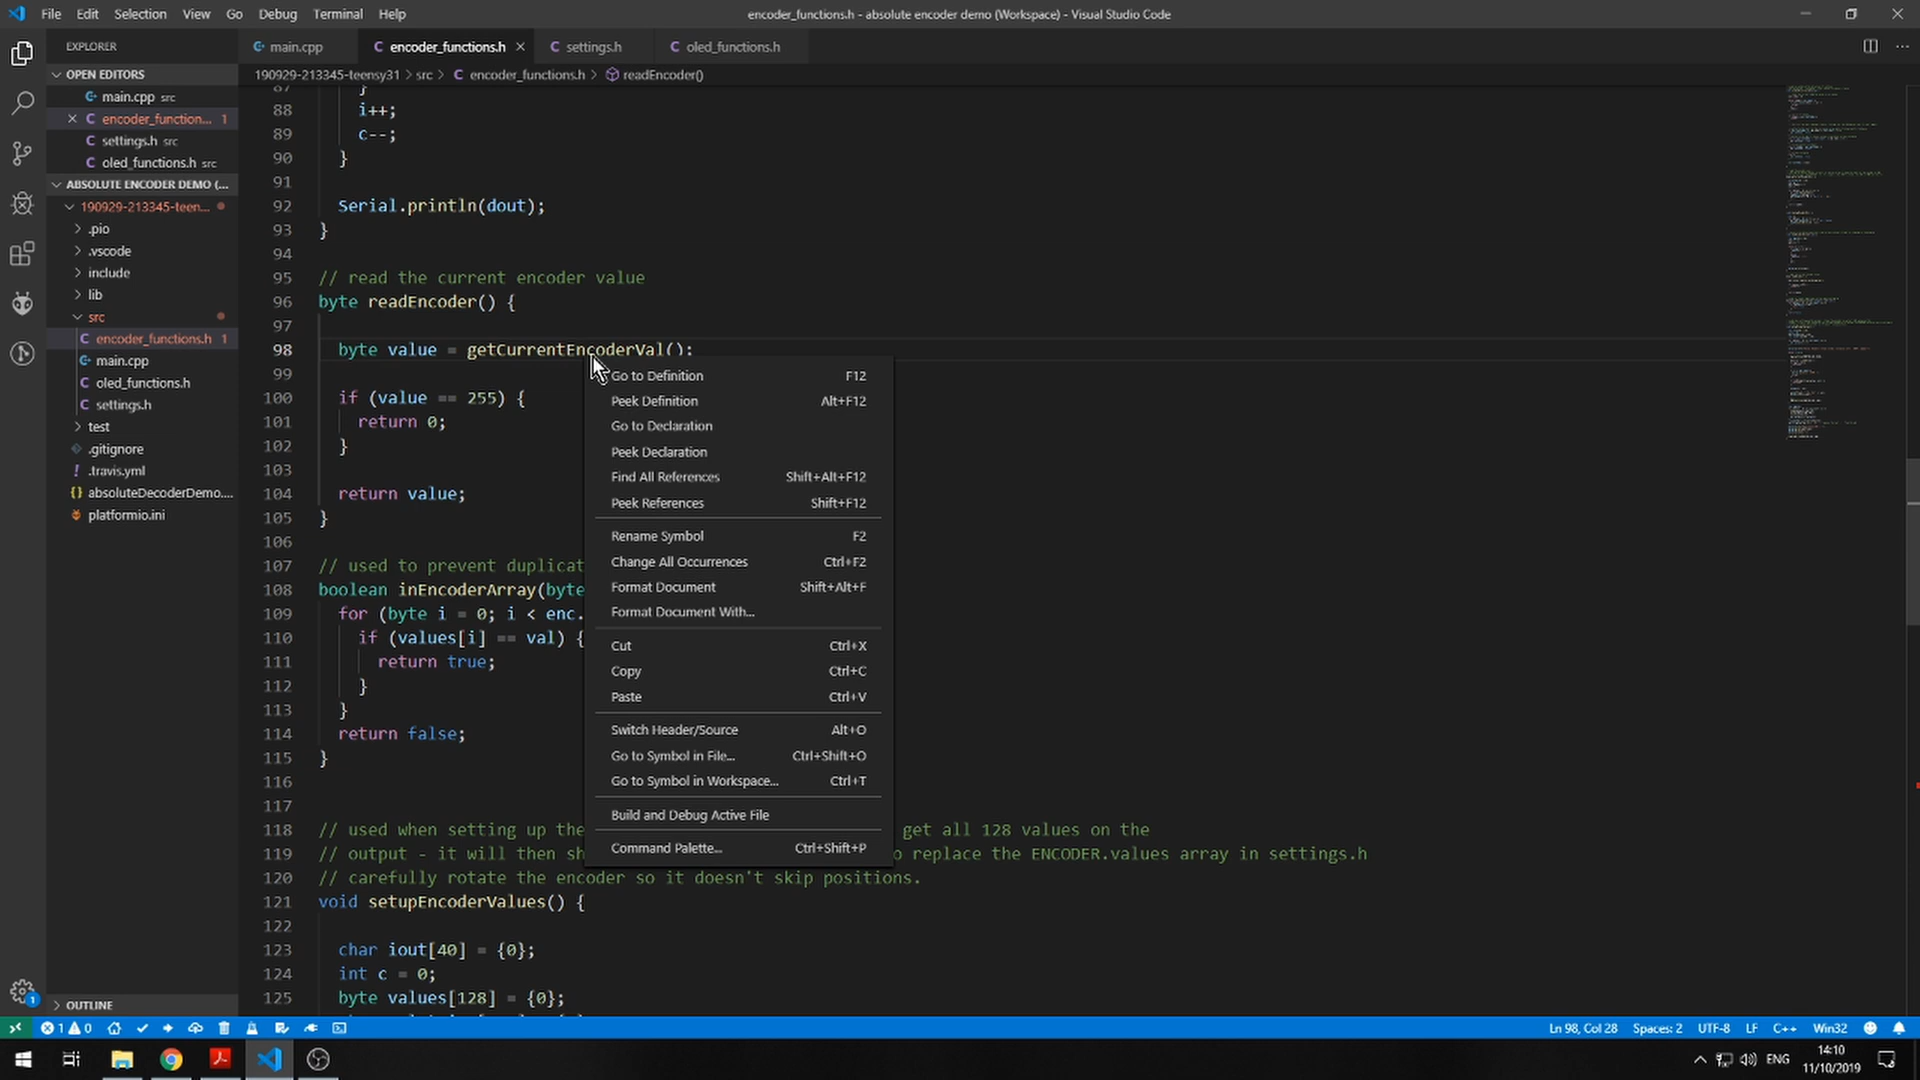 File Edit Selection View Go Debug Terminal Help
encoder_functions.h - absolute encoder demo (Workspace) - Visual Studio Code
EXPLORER
main.cpp
encoder_functions.h
settings.h
oled_functions.h
OPEN EDITORS
190929-213345-teensy31 > src > encoder_functions.h > readEncoder()
main.cpp src
encoder_function... 1
settings.h src
oled_functions.h src
ABSOLUTE ENCODER DEMO (...
190929-213345-teen...
.pio
.vscode
include
lib
src
encoder_functions.h 1
main.cpp
oled_functions.h
settings.h
test
.gitignore
.travis.yml
absoluteDecoderDemo....
platformio.ini
OUTLINE
87 }
88 i++;
89 c--;
90 }
91
92 Serial.println(dout);
93 }
94
95 // read the current encoder value
96 byte readEncoder() {
97
98 byte value = getCurrentEncoderVal();
99
100 if (value == 255) {
101 return 0;
102 }
103
104 return value;
105 }
106
107 // used to prevent duplicat
108 boolean inEncoderArray(byte
109 for (byte i = 0; i < enc.
110 if (values[i] == val) {
111 return true;
112 }
113 }
114 return false;
115 }
116
117
118 // used when setting up the get all 128 values on the
119 // output - it will then sh o replace the ENCODER.values array in settings.h
120 // carefully rotate the encoder so it doesn't skip positions.
121 void setupEncoderValues() {
122
123 char iout[40] = {0};
124 int c = 0;
125 byte values[128] = {0};
Go to Definition F12
Peek Definition Alt+F12
Go to Declaration
Peek Declaration
Find All References Shift+Alt+F12
Peek References Shift+F12
Rename Symbol F2
Change All Occurrences Ctrl+F2
Format Document Shift+Alt+F
Format Document With...
Cut Ctrl+X
Copy Ctrl+C
Paste Ctrl+V
Switch Header/Source Alt+O
Go to Symbol in File... Ctrl+Shift+O
Go to Symbol in Workspace... Ctrl+T
Build and Debug Active File
Command Palette... Ctrl+Shift+P
1
1 0
Ln 98, Col 28 Spaces: 2 UTF-8 LF C++ Win32
ENG
14:10
11/10/2019